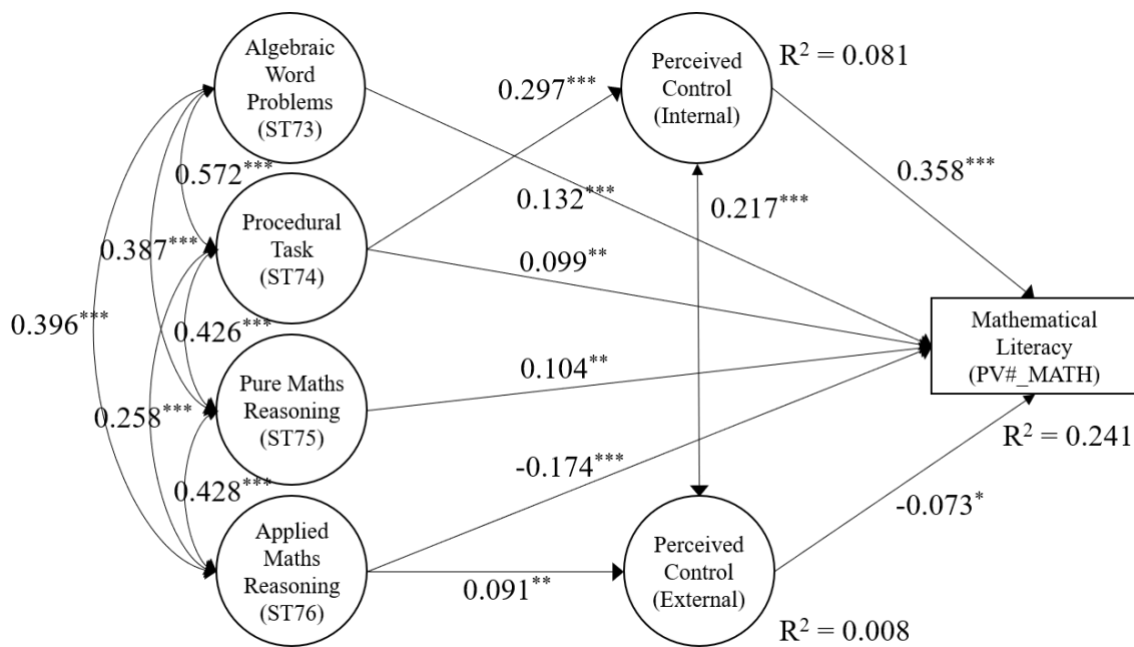 Algebraic
Word
Problems
(ST73)
Perceived
Control
(Internal)
R² = 0.081
0.297***
0.358***
0.572***
0.132***
0.217***
Procedural
Task
(ST74)
0.387***
0.099**
0.396***
0.426***
Mathematical
Literacy
(PV#_MATH)
0.104**
Pure Maths
Reasoning
(ST75)
0.258***
R² = 0.241
-0.174***
0.428***
-0.073*
Applied
Maths
Reasoning
(ST76)
0.091**
Perceived
Control
(External)
R² = 0.008